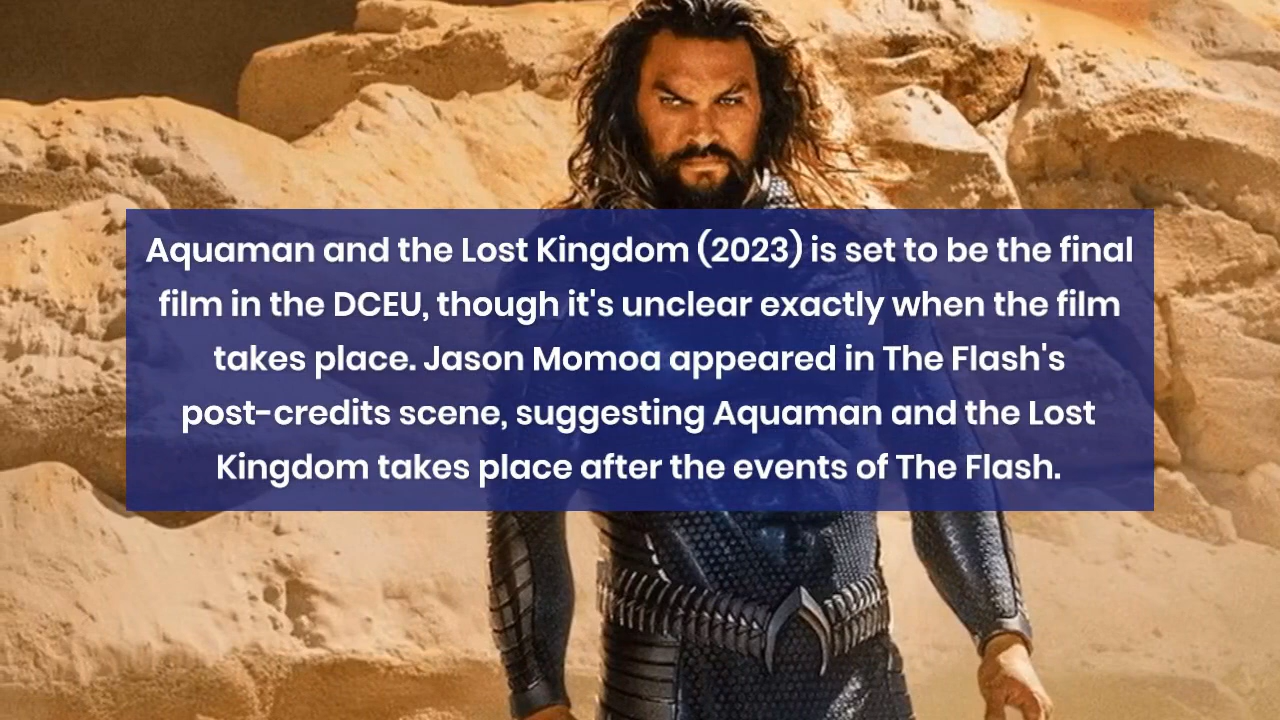 Aquaman and the Lost Kingdom (2023) is set to be the final
film in the DCEU, though it's unclear exactly when the film
takes place. Jason Momoa appeared in The Flash's
post-credits scene, suggesting Aquaman and the Lost
Kingdom takes place after the events of The Flash.